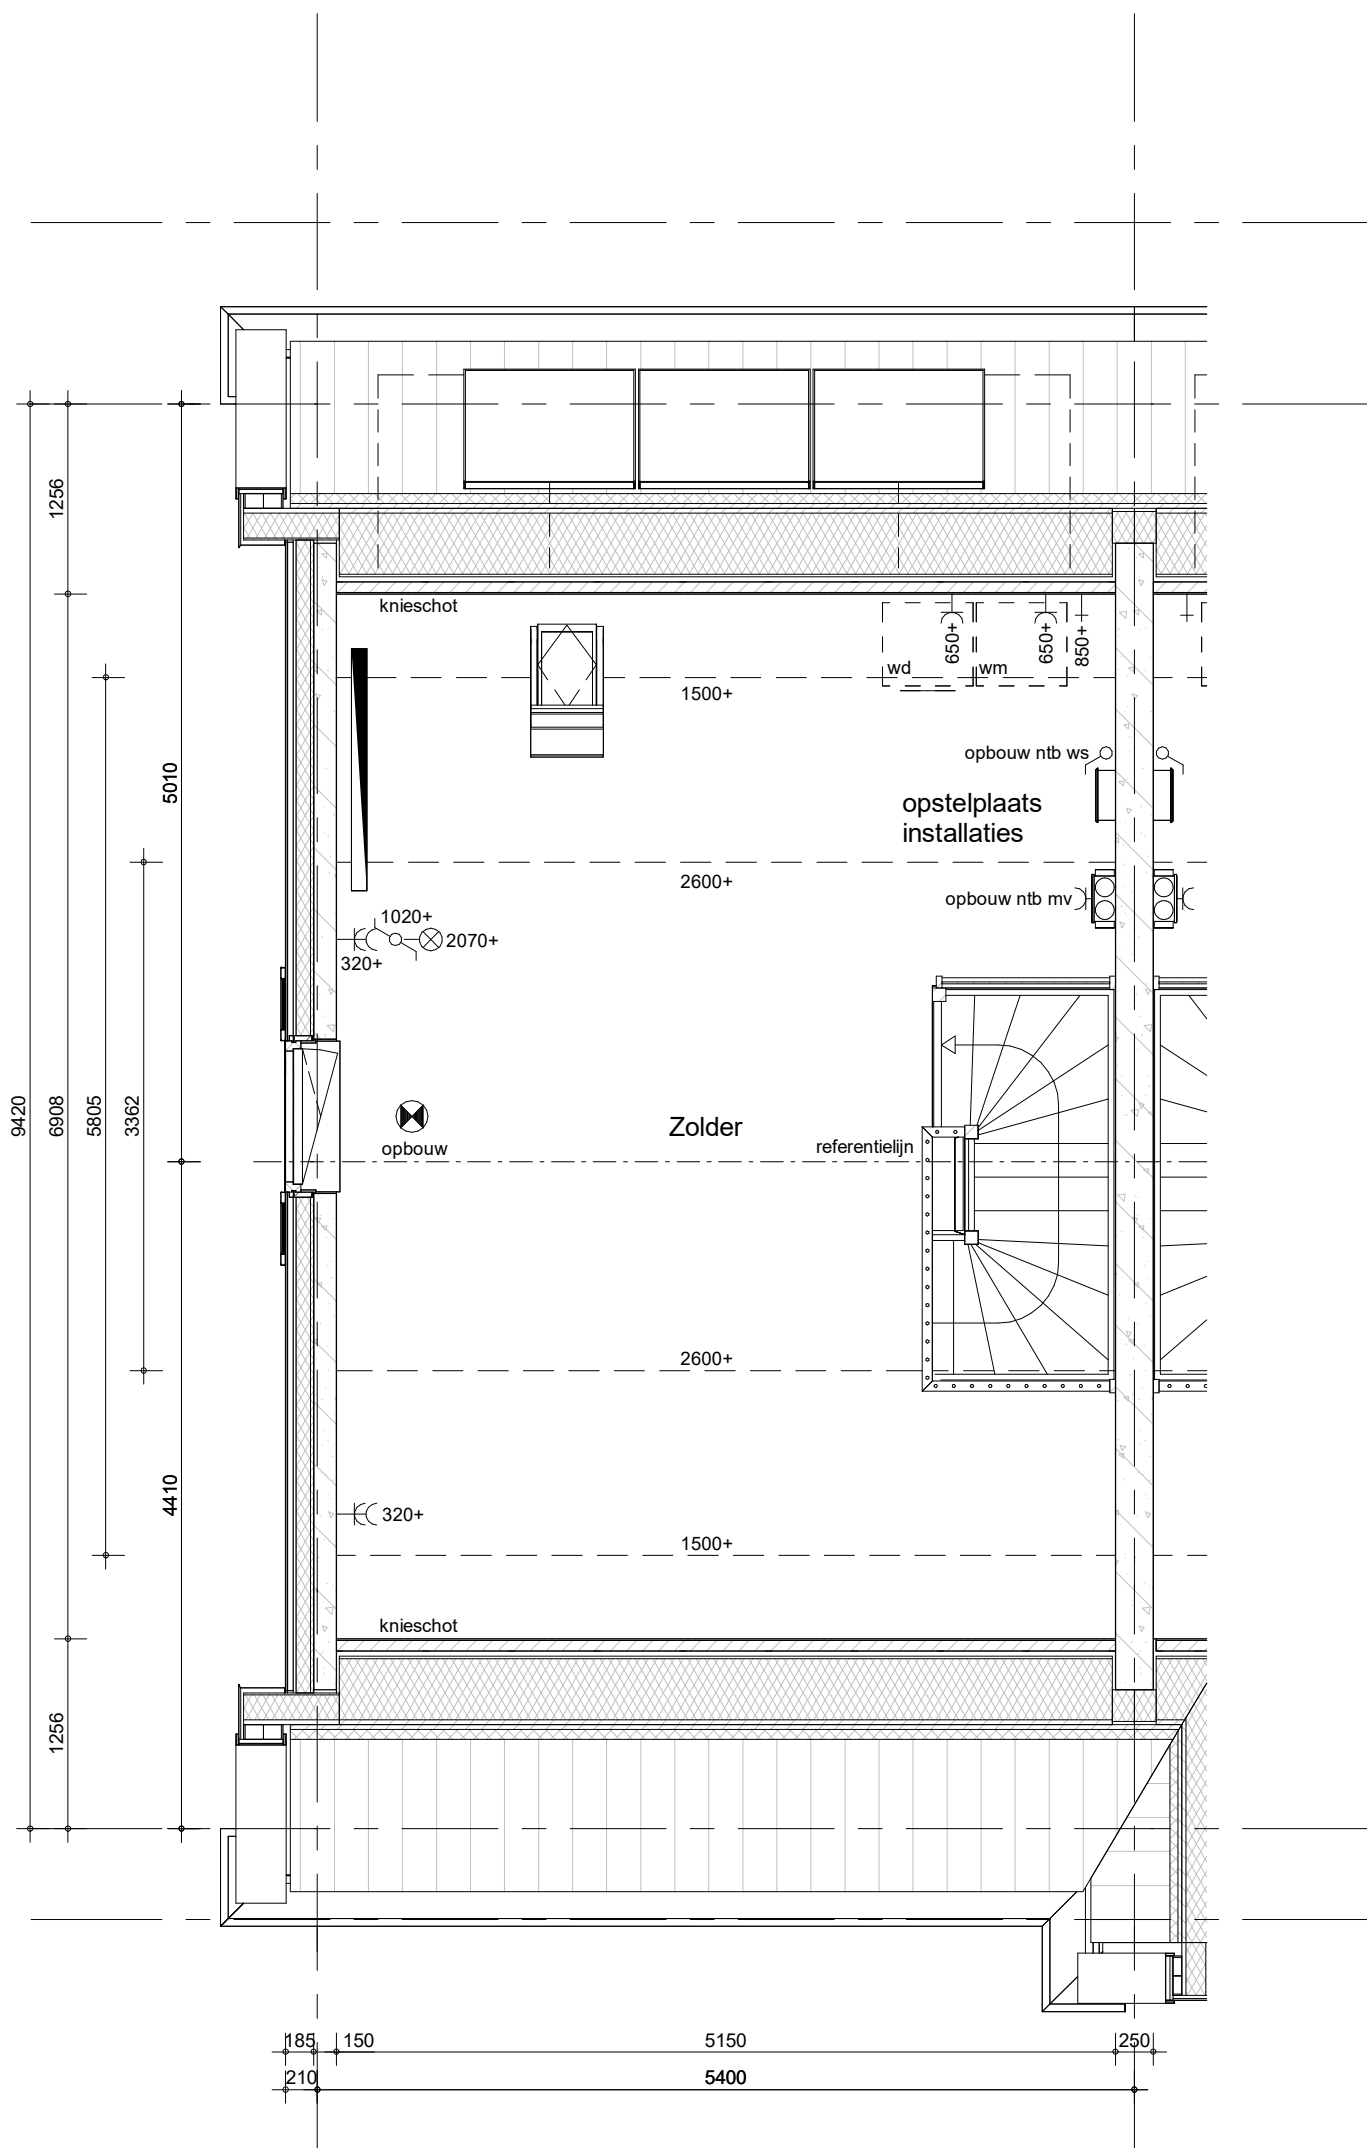 1256
knieschot
650+
650+
850+
wd
wm
1500+
opbouw ntb ws
5010
opstelplaats
installaties
2600+
opbouw ntb mv
1020+
2070+
320+
9420
6908
5805
3362
Zolder
opbouw
referentielijn
2600+
4410
320+
1500+
knieschot
1256
185
150
5150
250
210
5400